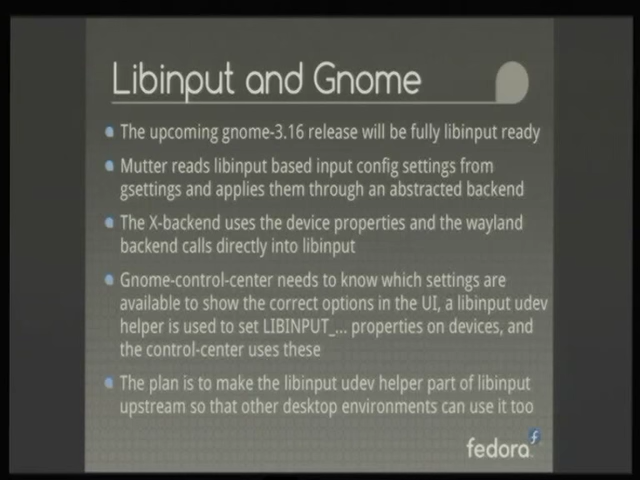 Libinput and Gnome
The upcoming gnome-3.16 release will be fully libinput ready
Mutter reads libinput based input config settings from
gsettings and applies them through an abstracted backend
The X-backend uses the device properties and the wayland
backend calls directly into libinput
Gnome-control-center needs to know which settings are
available to show the correct options in the UI, a libinput udev
helper is used to set LIBINPUT_... properties on devices, and
the control-center uses these
The plan is to make the libinput udev helper part of libinput
upstream so that other desktop environments can use it too
fedora